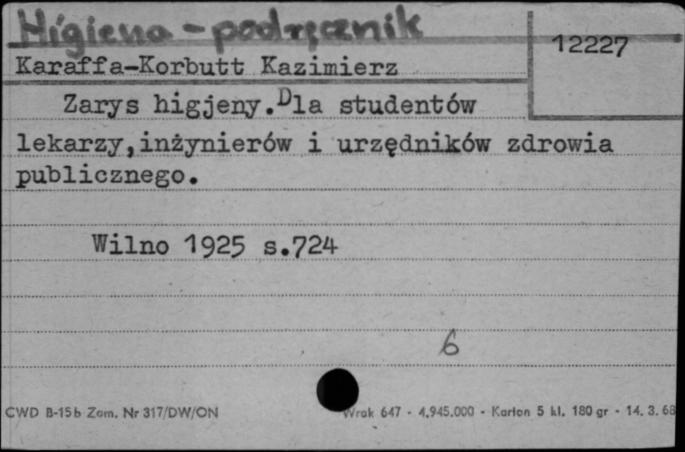 Higiena - podręcznik
12227
Karaffa-Korbutt Kazimierz
Zarys higjeny.Dla studentów
lekarzy,inżynierów i urzędników zdrowia
publicznego.
Wilno 1925 s.724
6
CWD B-15b Zam. Nr 317/DW/ON Wrak 647 - 4.945.000 - Karton 5 kl. 180 gr - 14. 3. 68